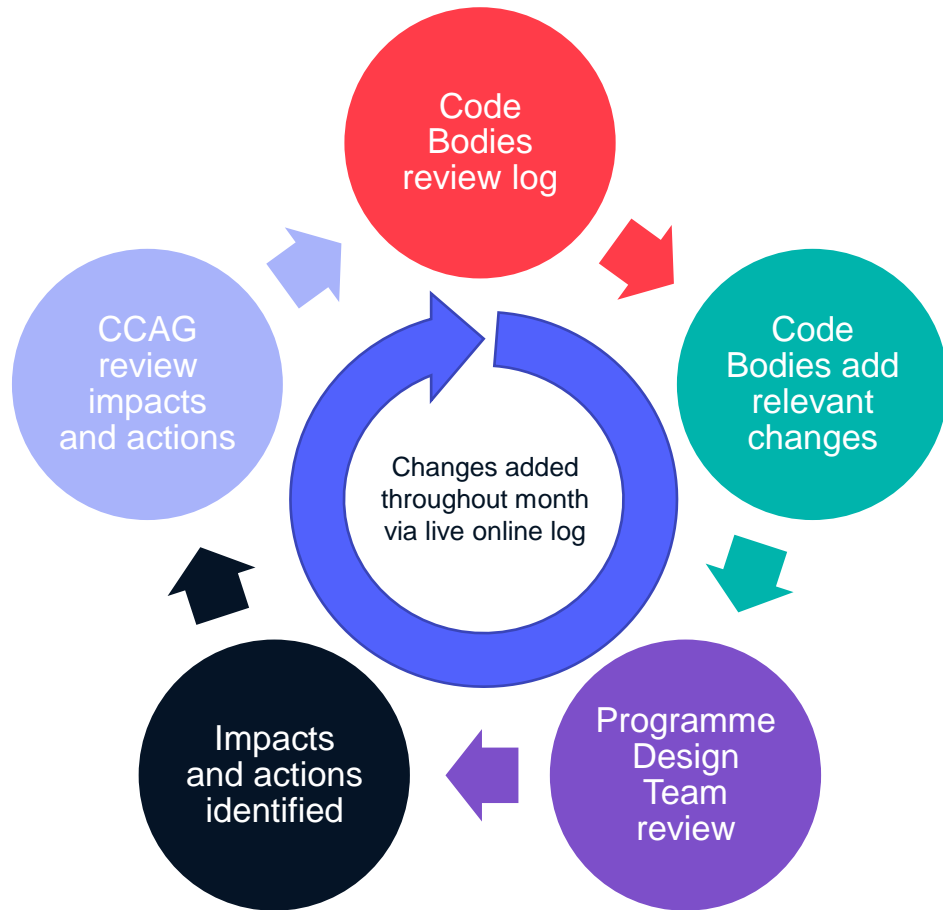 Code
Bodies
review log
Code
Bodies add
relevant
changes
Programme
Design
Team
review
Impacts
and actions
identified
CCAG
review
impacts
and actions
Changes added
throughout month
via live online log